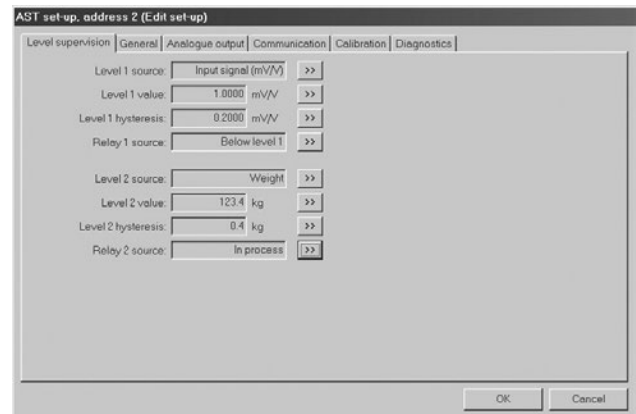 AST set-up, address 2 (Edit set-up)
Level supervision General Analogue output Communication Calibration Diagnostics
Level 1 source: Input signal (mV/V) >>
Level 1 value: 1.0000 mV/V >>
Level 1 hysteresis: 0.2000 mV/V >>
Relay 1 source: Below level 1 >>
Level 2 source: Weight >>
Level 2 value: 123.4 kg >>
Level 2 hysteresis: 0.4 kg >>
Relay 2 source: In process >>
OK Cancel